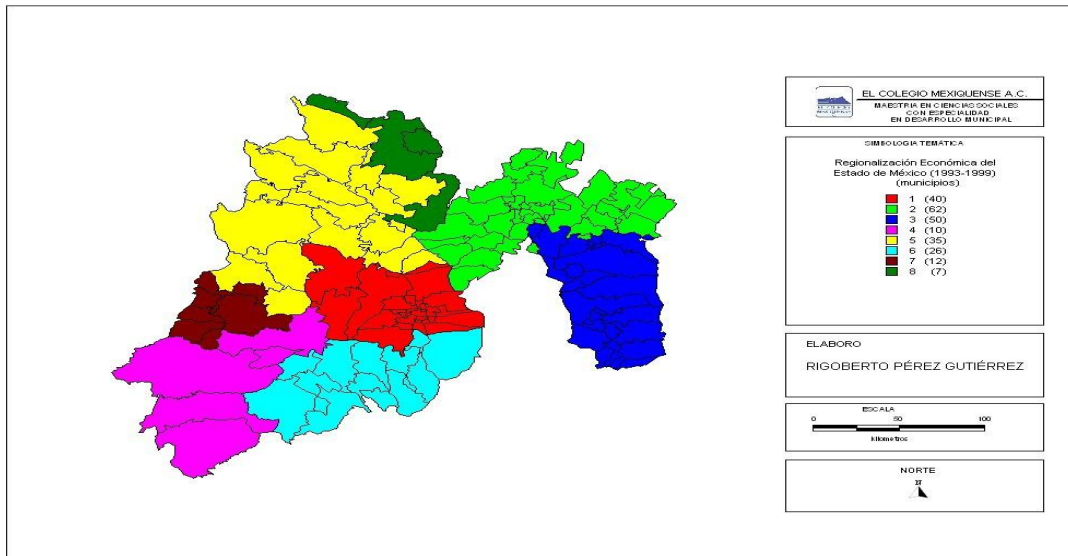 EL COLEGIO MEXIQUENSE A.C.
MAESTRIA EN CIENCIAS SOCIALES
CON ESPECIALIDAD
EN DESARROLLO MUNICIPAL
SIMBOLOGIA TEMÁTICA
Regionalización Económica del
Estado de México (1993-1999)
(municipios)
1 (40)
2 (62)
3 (50)
4 (10)
5 (35)
6 (26)
7 (12)
8 (7)
ELABORO
RIGOBERTO PÉREZ GUTIÉRREZ
ESCALA
0 50 100
kilometros
NORTE
N